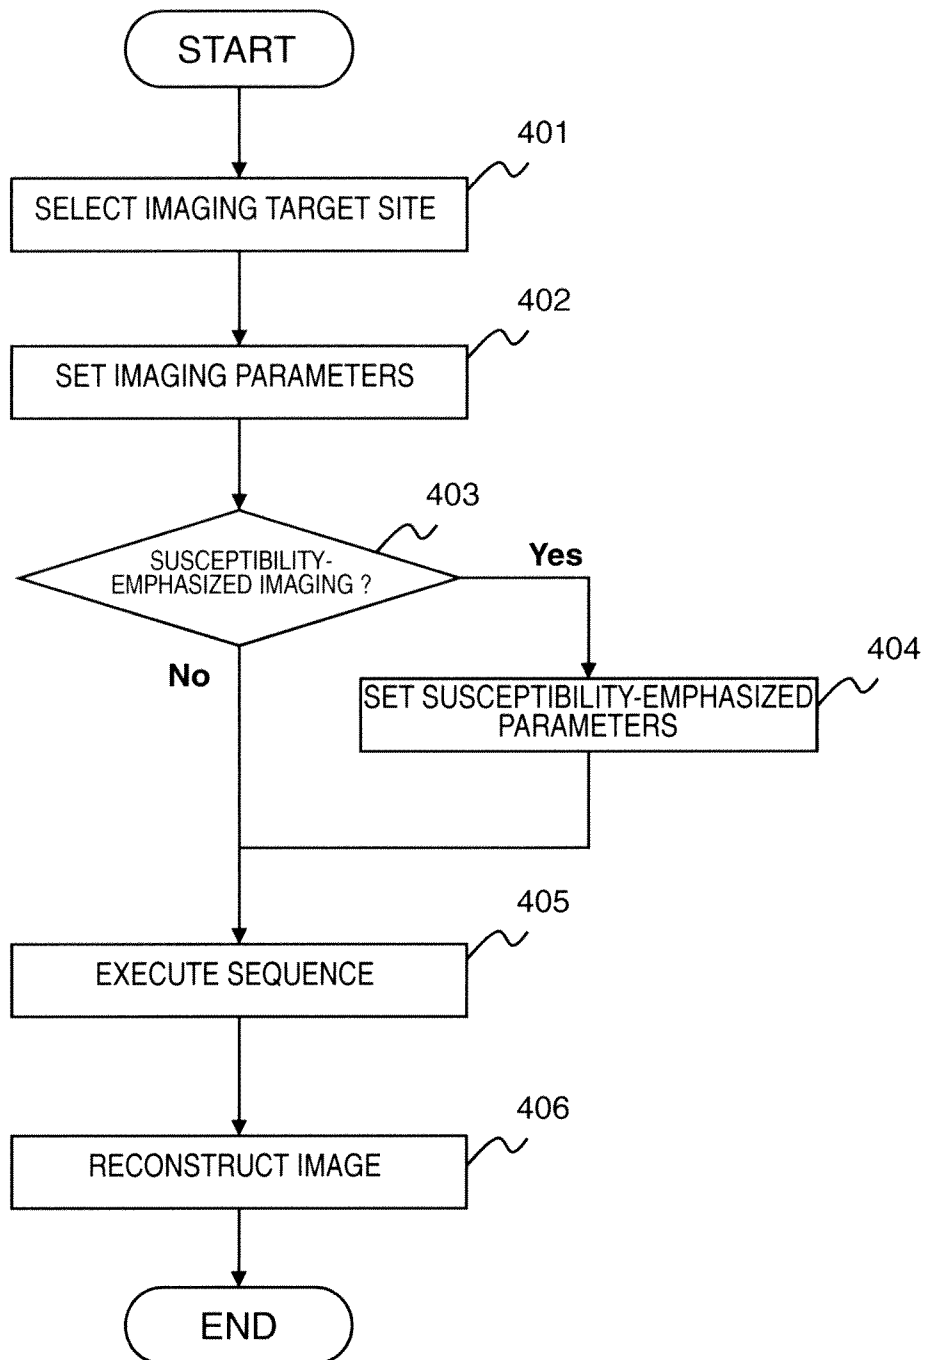 START
401
SELECT IMAGING TARGET SITE
402
SET IMAGING PARAMETERS
403
SUSCEPTIBILITY-
EMPHASIZED IMAGING ?
Yes
No
404
SET SUSCEPTIBILITY-EMPHASIZED
PARAMETERS
405
EXECUTE SEQUENCE
406
RECONSTRUCT IMAGE
END